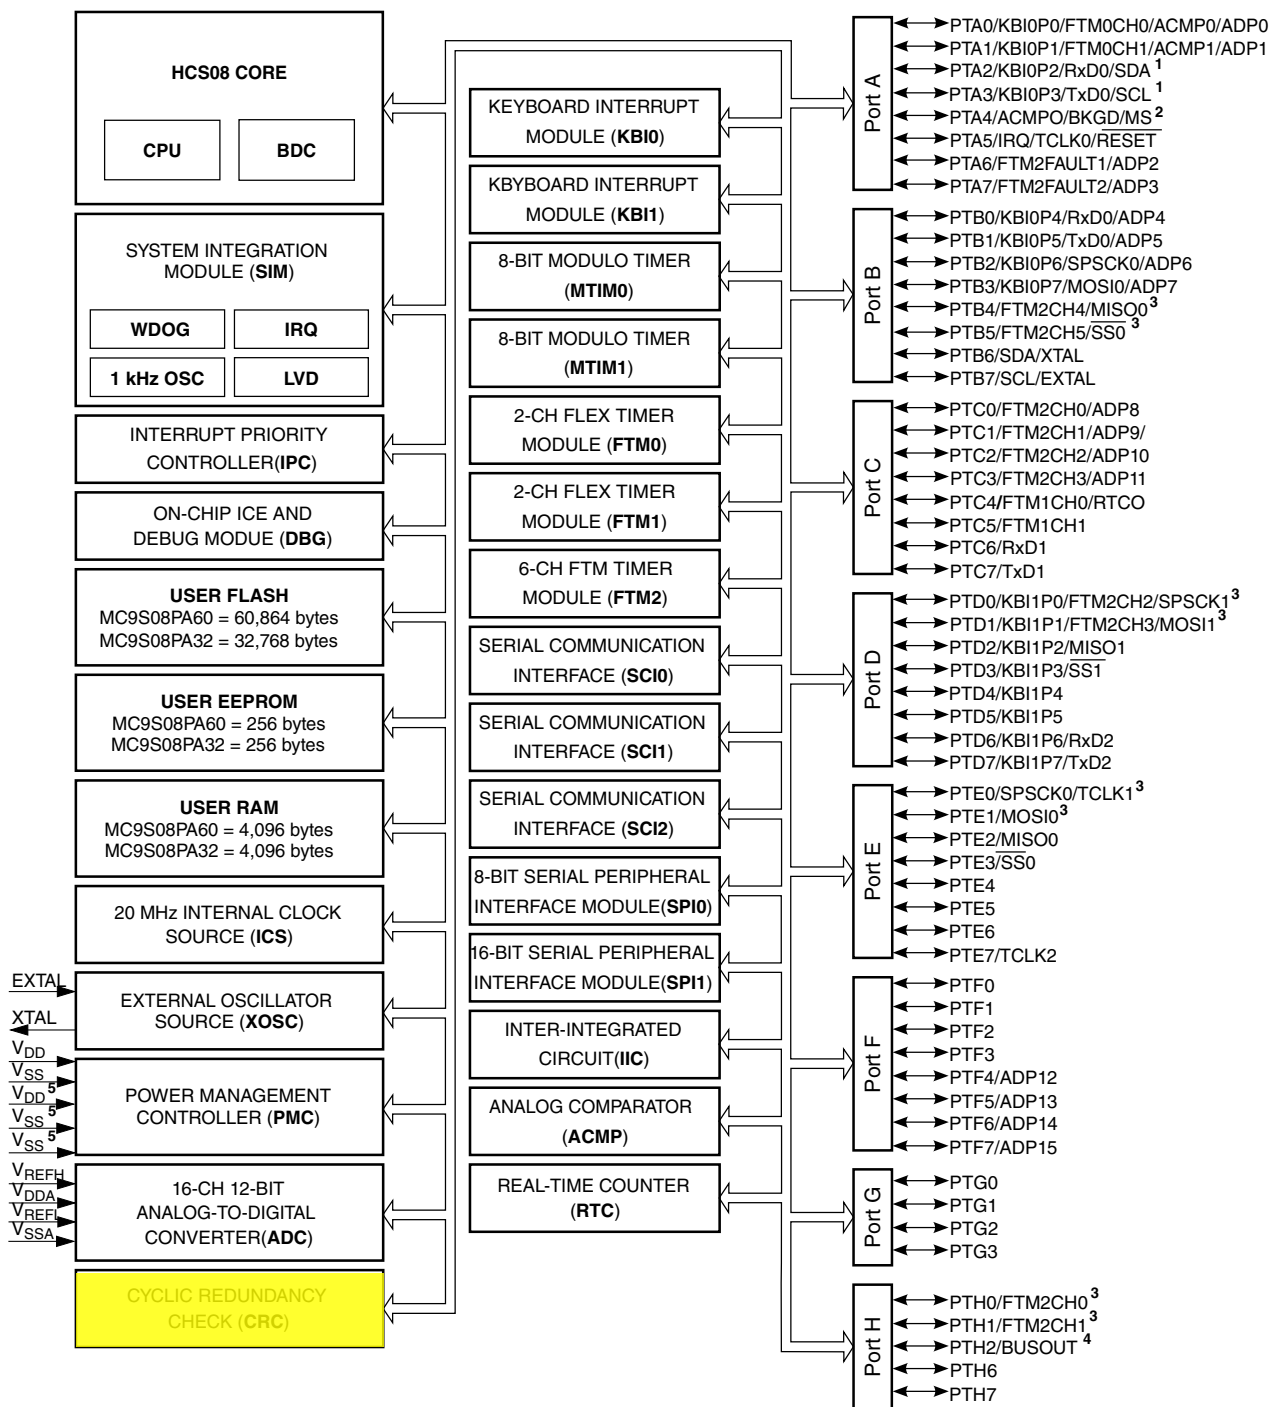 HCS08 CORE
CPU
BDC
SYSTEM INTEGRATION
MODULE (SIM)
WDOG
IRQ
1 kHz OSC
LVD
INTERRUPT PRIORITY
CONTROLLER(IPC)
ON-CHIP ICE AND
DEBUG MODUE (DBG)
USER FLASH
MC9S08PA60 = 60,864 bytes
MC9S08PA32 = 32,768 bytes
USER EEPROM
MC9S08PA60 = 256 bytes
MC9S08PA32 = 256 bytes
USER RAM
MC9S08PA60 = 4,096 bytes
MC9S08PA32 = 4,096 bytes
20 MHz INTERNAL CLOCK
SOURCE (ICS)
EXTAL
XTAL
EXTERNAL OSCILLATOR
SOURCE (XOSC)
VDD
VSS
VDD 5
VSS 5
VSS 5
POWER MANAGEMENT
CONTROLLER (PMC)
VREFH
VDDA
VREFL
VSSA
16-CH 12-BIT
ANALOG-TO-DIGITAL
CONVERTER(ADC)
CYCLIC REDUNDANCY
CHECK (CRC)
KEYBOARD INTERRUPT
MODULE (KBI0)
KBYBOARD INTERRUPT
MODULE (KBI1)
8-BIT MODULO TIMER
(MTIM0)
8-BIT MODULO TIMER
(MTIM1)
2-CH FLEX TIMER
MODULE (FTM0)
2-CH FLEX TIMER
MODULE (FTM1)
6-CH FTM TIMER
MODULE (FTM2)
SERIAL COMMUNICATION
INTERFACE (SCI0)
SERIAL COMMUNICATION
INTERFACE (SCI1)
SERIAL COMMUNICATION
INTERFACE (SCI2)
8-BIT SERIAL PERIPHERAL
INTERFACE MODULE(SPI0)
16-BIT SERIAL PERIPHERAL
INTERFACE MODULE(SPI1)
INTER-INTEGRATED
CIRCUIT(IIC)
ANALOG COMPARATOR
(ACMP)
REAL-TIME COUNTER
(RTC)
Port A
PTA0/KBI0P0/FTM0CH0/ACMP0/ADP0
PTA1/KBI0P1/FTM0CH1/ACMP1/ADP1
PTA2/KBI0P2/RxD0/SDA 1
PTA3/KBI0P3/TxD0/SCL 1
PTA4/ACMPO/BKGD/MS 2
PTA5/IRQ/TCLK0/RESET
PTA6/FTM2FAULT1/ADP2
PTA7/FTM2FAULT2/ADP3
Port B
PTB0/KBI0P4/RxD0/ADP4
PTB1/KBI0P5/TxD0/ADP5
PTB2/KBI0P6/SPSCK0/ADP6
PTB3/KBI0P7/MOSI0/ADP7
PTB4/FTM2CH4/MISO0 3
PTB5/FTM2CH5/SS0 3
PTB6/SDA/XTAL
PTB7/SCL/EXTAL
Port C
PTC0/FTM2CH0/ADP8
PTC1/FTM2CH1/ADP9/
PTC2/FTM2CH2/ADP10
PTC3/FTM2CH3/ADP11
PTC4/FTM1CH0/RTCO
PTC5/FTM1CH1
PTC6/RxD1
PTC7/TxD1
Port D
PTD0/KBI1P0/FTM2CH2/SPSCK1 3
PTD1/KBI1P1/FTM2CH3/MOSI1 3
PTD2/KBI1P2/MISO1
PTD3/KBI1P3/SS1
PTD4/KBI1P4
PTD5/KBI1P5
PTD6/KBI1P6/RxD2
PTD7/KBI1P7/TxD2
Port E
PTE0/SPSCK0/TCLK1 3
PTE1/MOSI0 3
PTE2/MISO0
PTE3/SS0
PTE4
PTE5
PTE6
PTE7/TCLK2
Port F
PTF0
PTF1
PTF2
PTF3
PTF4/ADP12
PTF5/ADP13
PTF6/ADP14
PTF7/ADP15
Port G
PTG0
PTG1
PTG2
PTG3
Port H
PTH0/FTM2CH0 3
PTH1/FTM2CH1 3
PTH2/BUSOUT 4
PTH6
PTH7